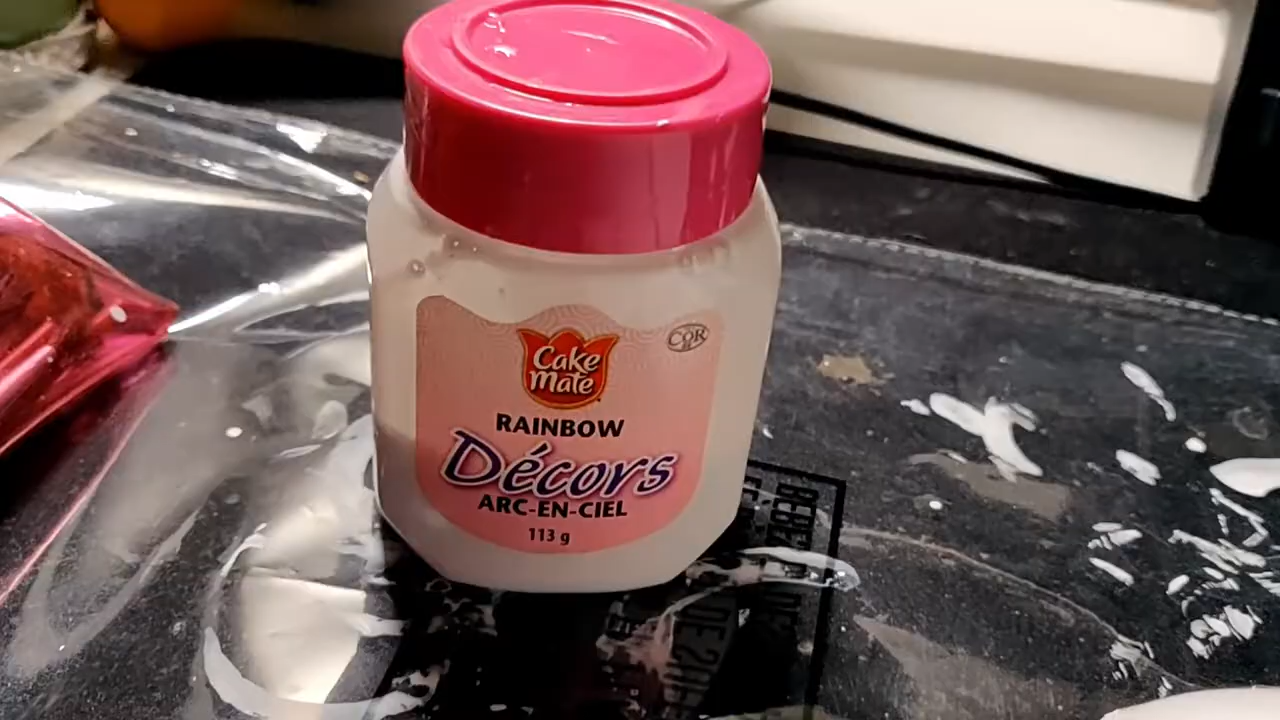 Cake
Mate
COR
RAINBOW
Décors
ARC-EN-CIEL
113 g